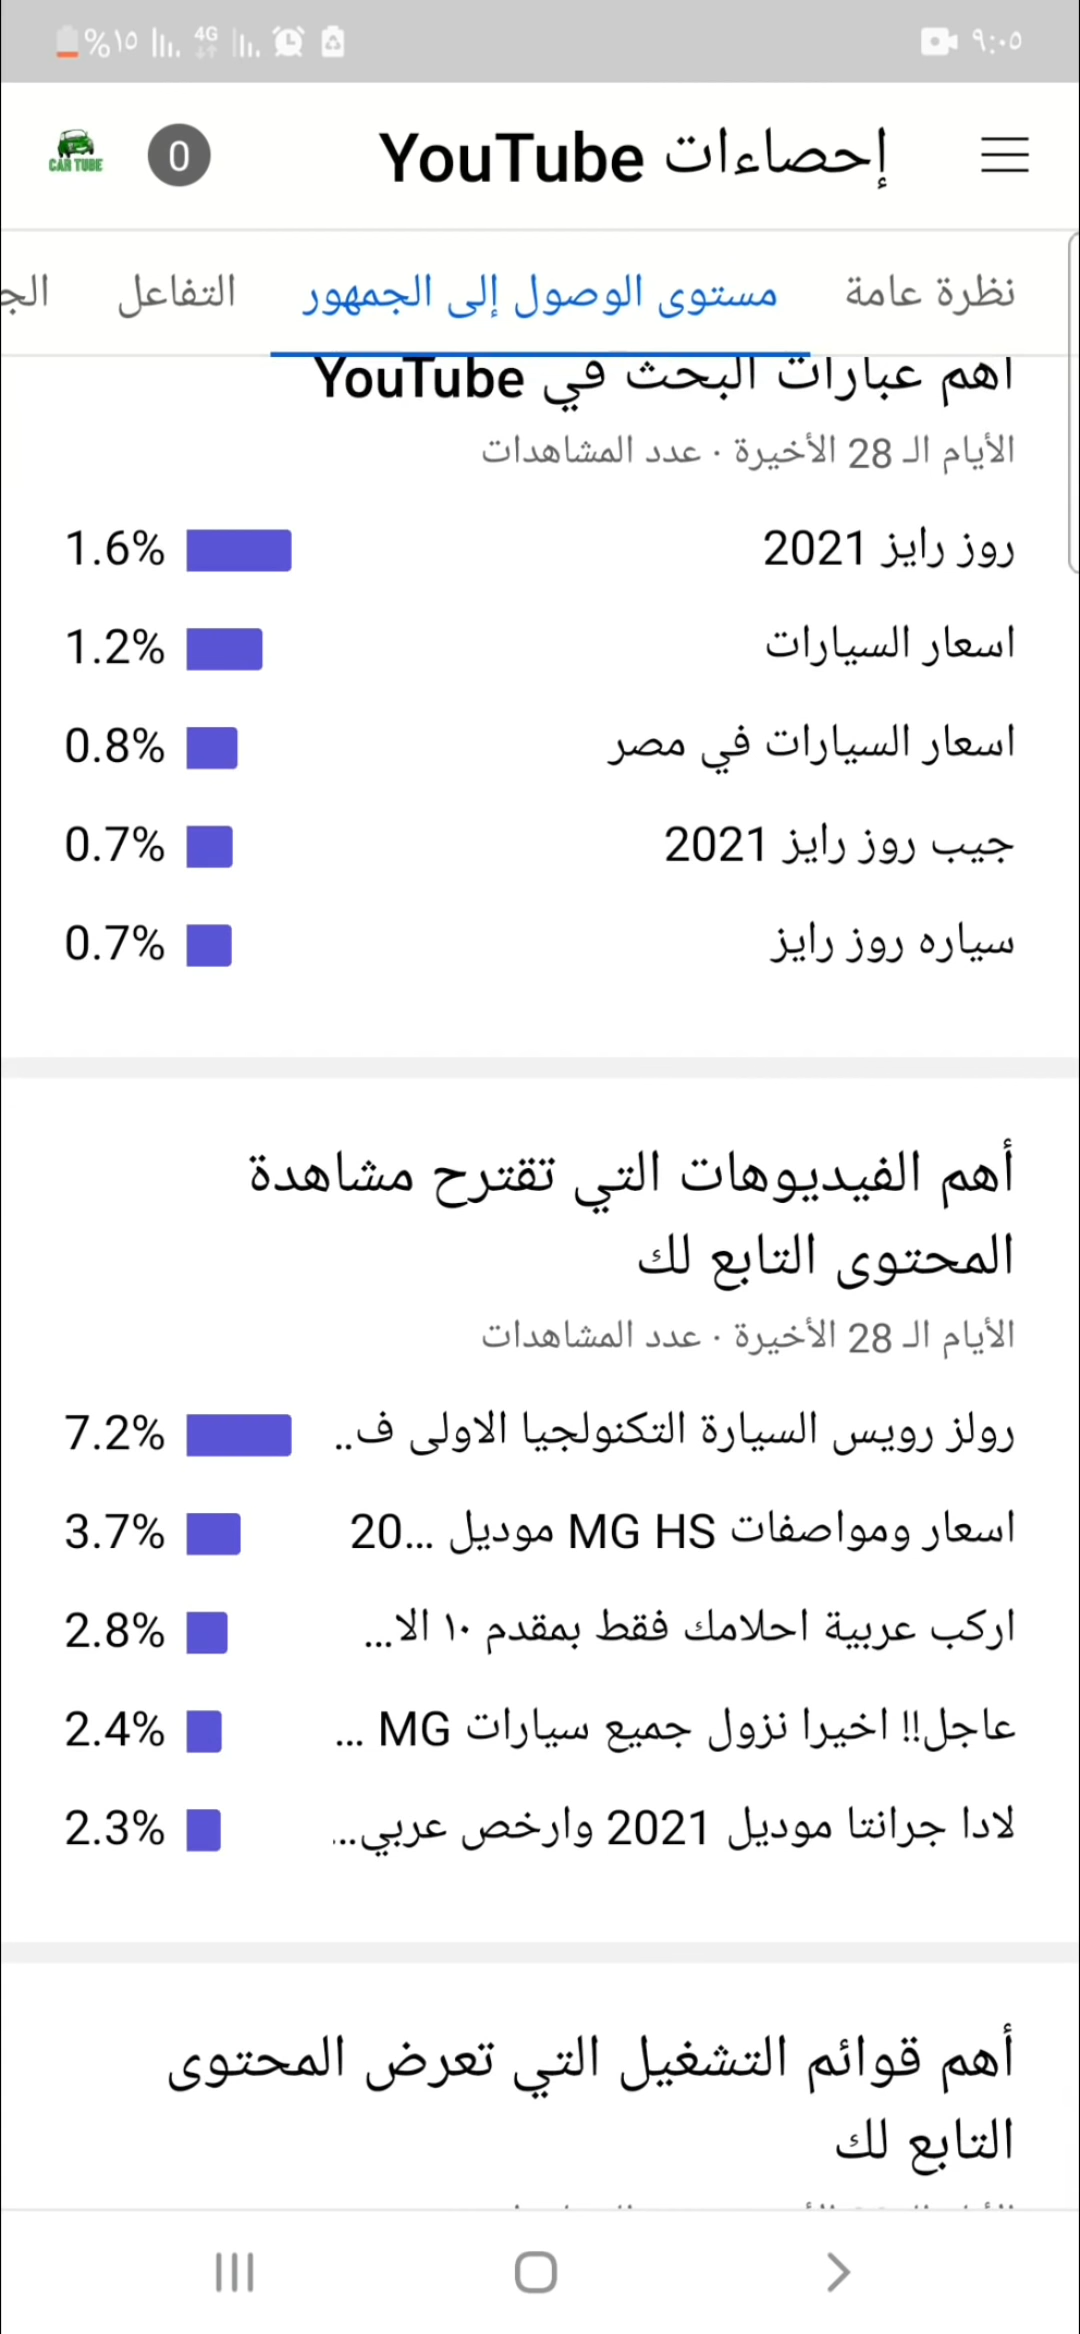 %١٥ 4G ٩:٠٥
إحصاءات YouTube
0
CAR TUBE
نظرة عامة
مستوى الوصول إلى الجمهور
التفاعل
الج
أهم عبارات البحث في YouTube
الأيام الـ 28 الأخيرة · عدد المشاهدات
روز رايز 2021 1.6%
اسعار السيارات 1.2%
اسعار السيارات في مصر 0.8%
جيب روز رايز 2021 0.7%
سياره روز رايز 0.7%
أهم الفيديوهات التي تقترح مشاهدة
المحتوى التابع لك
الأيام الـ 28 الأخيرة · عدد المشاهدات
رولز رويس السيارة التكنولجيا الاولى ف.. 7.2%
اسعار ومواصفات MG HS موديل 20... 3.7%
اركب عربية احلامك فقط بمقدم ١٠ الا... 2.8%
عاجل!! اخيرا نزول جميع سيارات MG ... 2.4%
لادا جرانتا موديل 2021 وارخص عربي... 2.3%
أهم قوائم التشغيل التي تعرض المحتوى
التابع لك